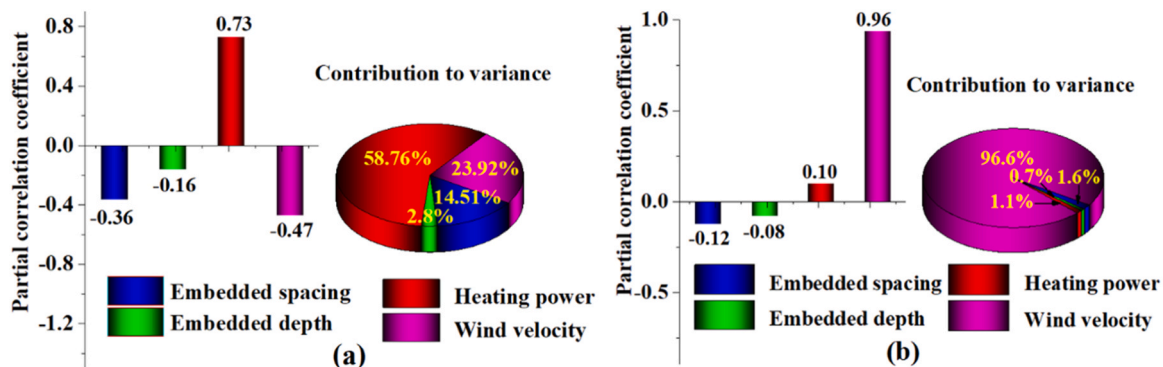 Partial correlation coefficient
0.8
0.4
0.0
-0.4
-0.8
-1.2
0.73
-0.36
-0.16
-0.47
Contribution to variance
58.76%
23.92%
14.51%
2.8%
Embedded spacing
Heating power
Embedded depth
Wind velocity
(a)
Partial correlation coefficient
1.0
0.5
0.0
-0.5
0.96
0.10
-0.12
-0.08
Contribution to variance
96.6%
0.7%
1.6%
1.1%
Embedded spacing
Heating power
Embedded depth
Wind velocity
(b)